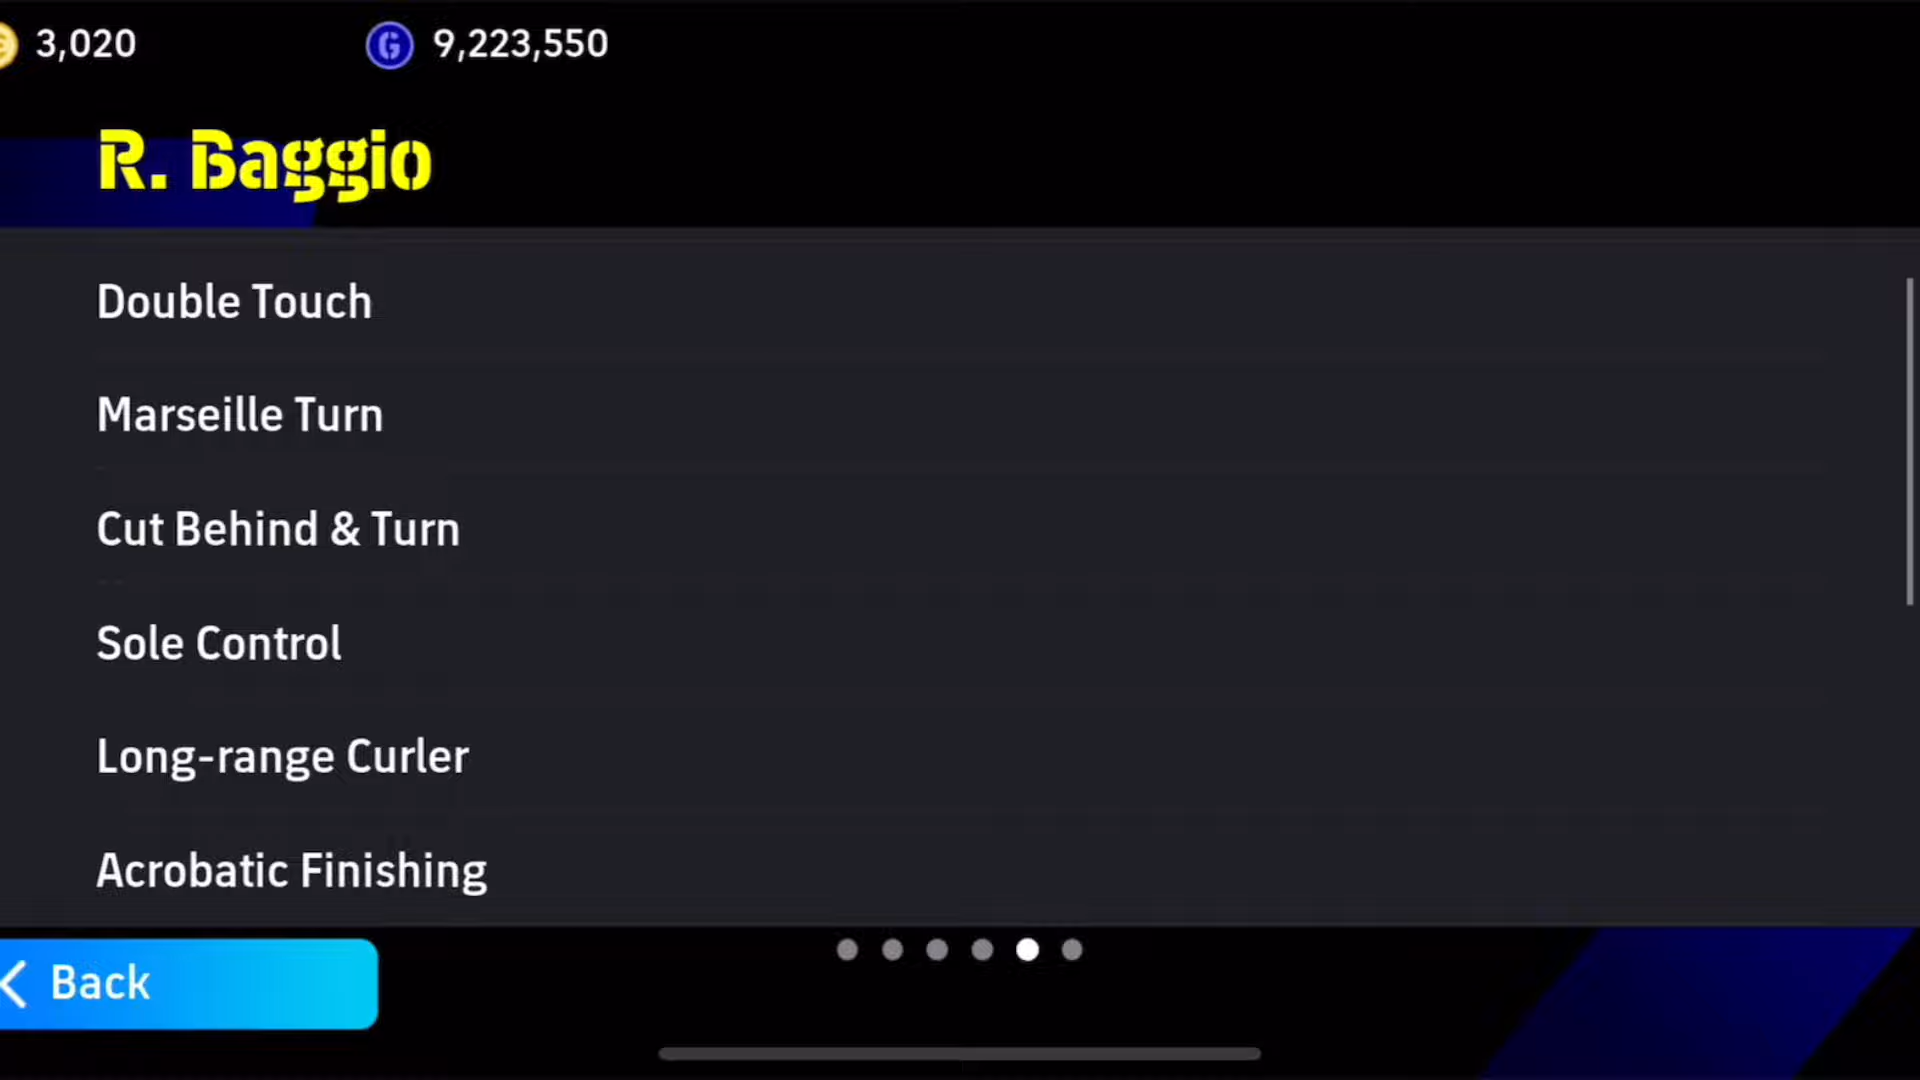 3,020
G 9,223,550
R. Baggio
Double Touch
Marseille Turn
Cut Behind & Turn
Sole Control
Long-range Curler
Acrobatic Finishing
Back